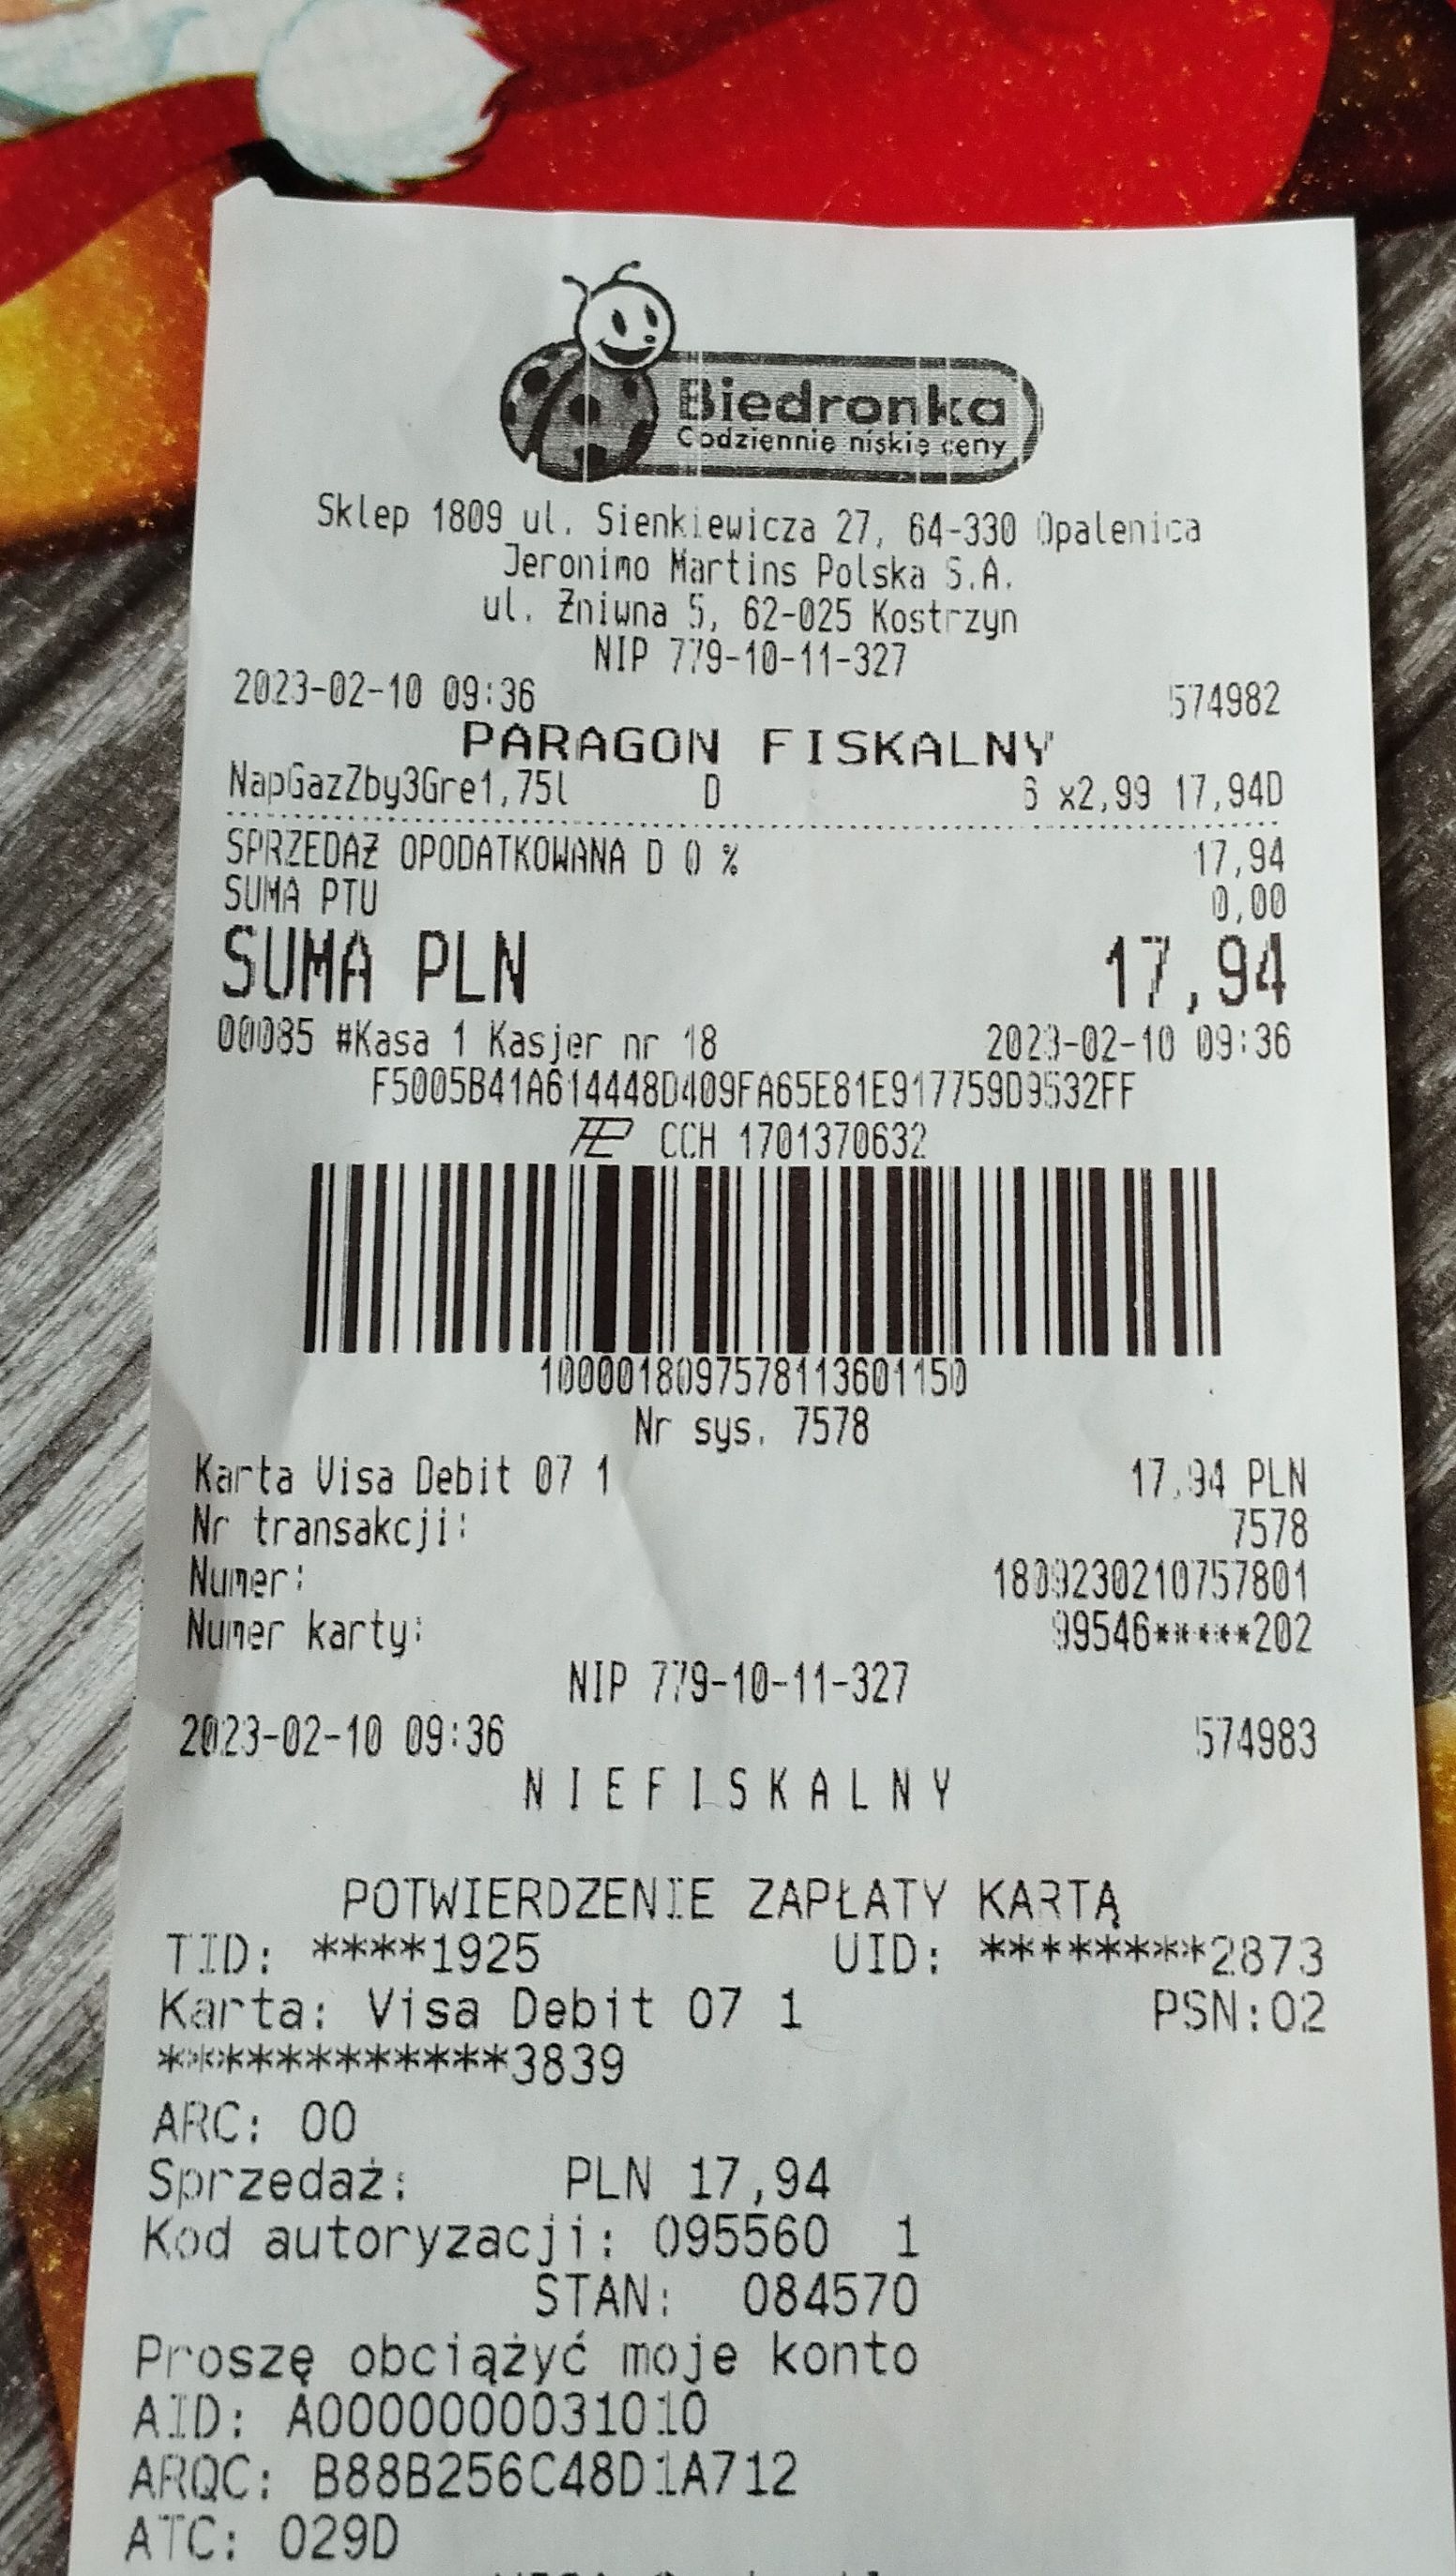 Biedronka
Codziennie niskie ceny
Sklep 1809 ul. Sienkiewicza 27, 64-330 Opalenica
Jeronimo Martins Polska S.A.
ul. Żniwna 5, 62-025 Kostrzyn
NIP 779-10-11-327
2023-02-10 09:36 574982
PARAGON FISKALNY
NapGazZby3Gre1,75l D 6 x2,99 17,94D
SPRZEDAŻ OPODATKOWANA D 0 % 17,94
SUMA PTU 0,00
SUMA PLN 17,94
00085 #Kasa 1 Kasjer nr 18 2023-02-10 09:36
F5005B41A614448D409FA65E81E917759D9532FF
CCH 1701370632
1000018097578113601150
Nr sys. 7578
Karta Visa Debit 07 1 17,94 PLN
Nr transakcji: 7578
Numer: 1809230210757801
Numer karty: 99546*****202
NIP 779-10-11-327
2023-02-10 09:36 574983
NIEFISKALNY
POTWIERDZENIE ZAPŁATY KARTĄ
TID: ****1925 UID: ********2873
Karta: Visa Debit 07 1 PSN:02
************3839
ARC: 00
Sprzedaż: PLN 17,94
Kod autoryzacji: 095560 1
STAN: 084570
Proszę obciążyć moje konto
AID: A0000000031010
ARQC: B88B256C48D1A712
ATC: 029D